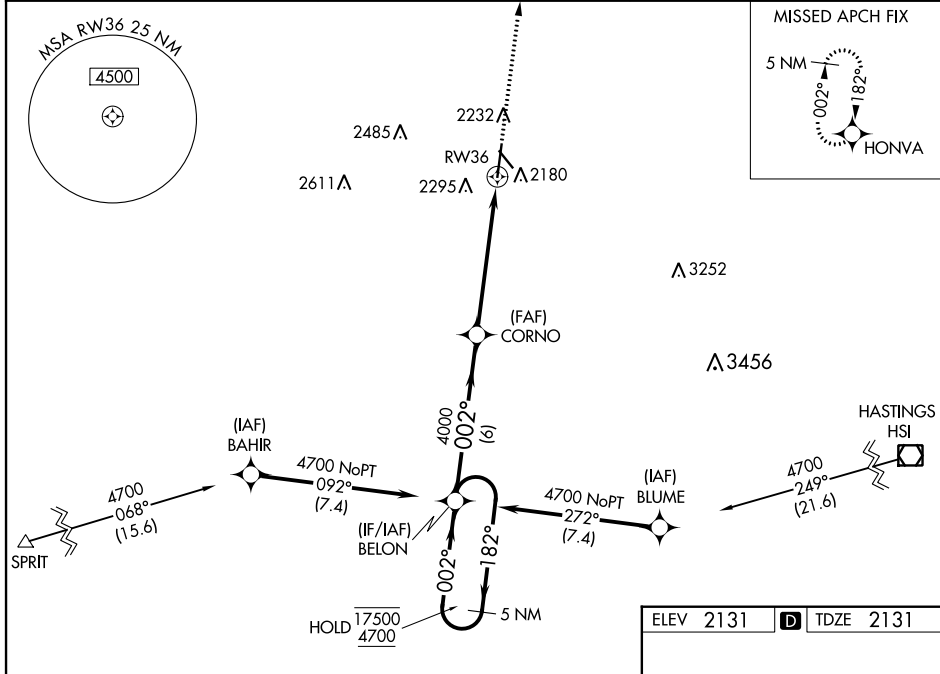 MSA RW36 25 NM
4500
MISSED APCH FIX
5 NM
002°
182°
HONVA
2485
2232
RW36
2611
2295
2180
3252
(FAF)
CORNO
3456
4000
002°
(6)
(IAF)
BAHIR
HASTINGS
HSI
4700 NoPT
092°
(7.4)
4700
068°
(15.6)
SPRIT
(IF/IAF)
BELON
4700 NoPT
272°
(7.4)
(IAF)
BLUME
4700
249°
(21.6)
002°
182°
HOLD
17500
4700
5 NM
ELEV 2131
D
TDZE 2131